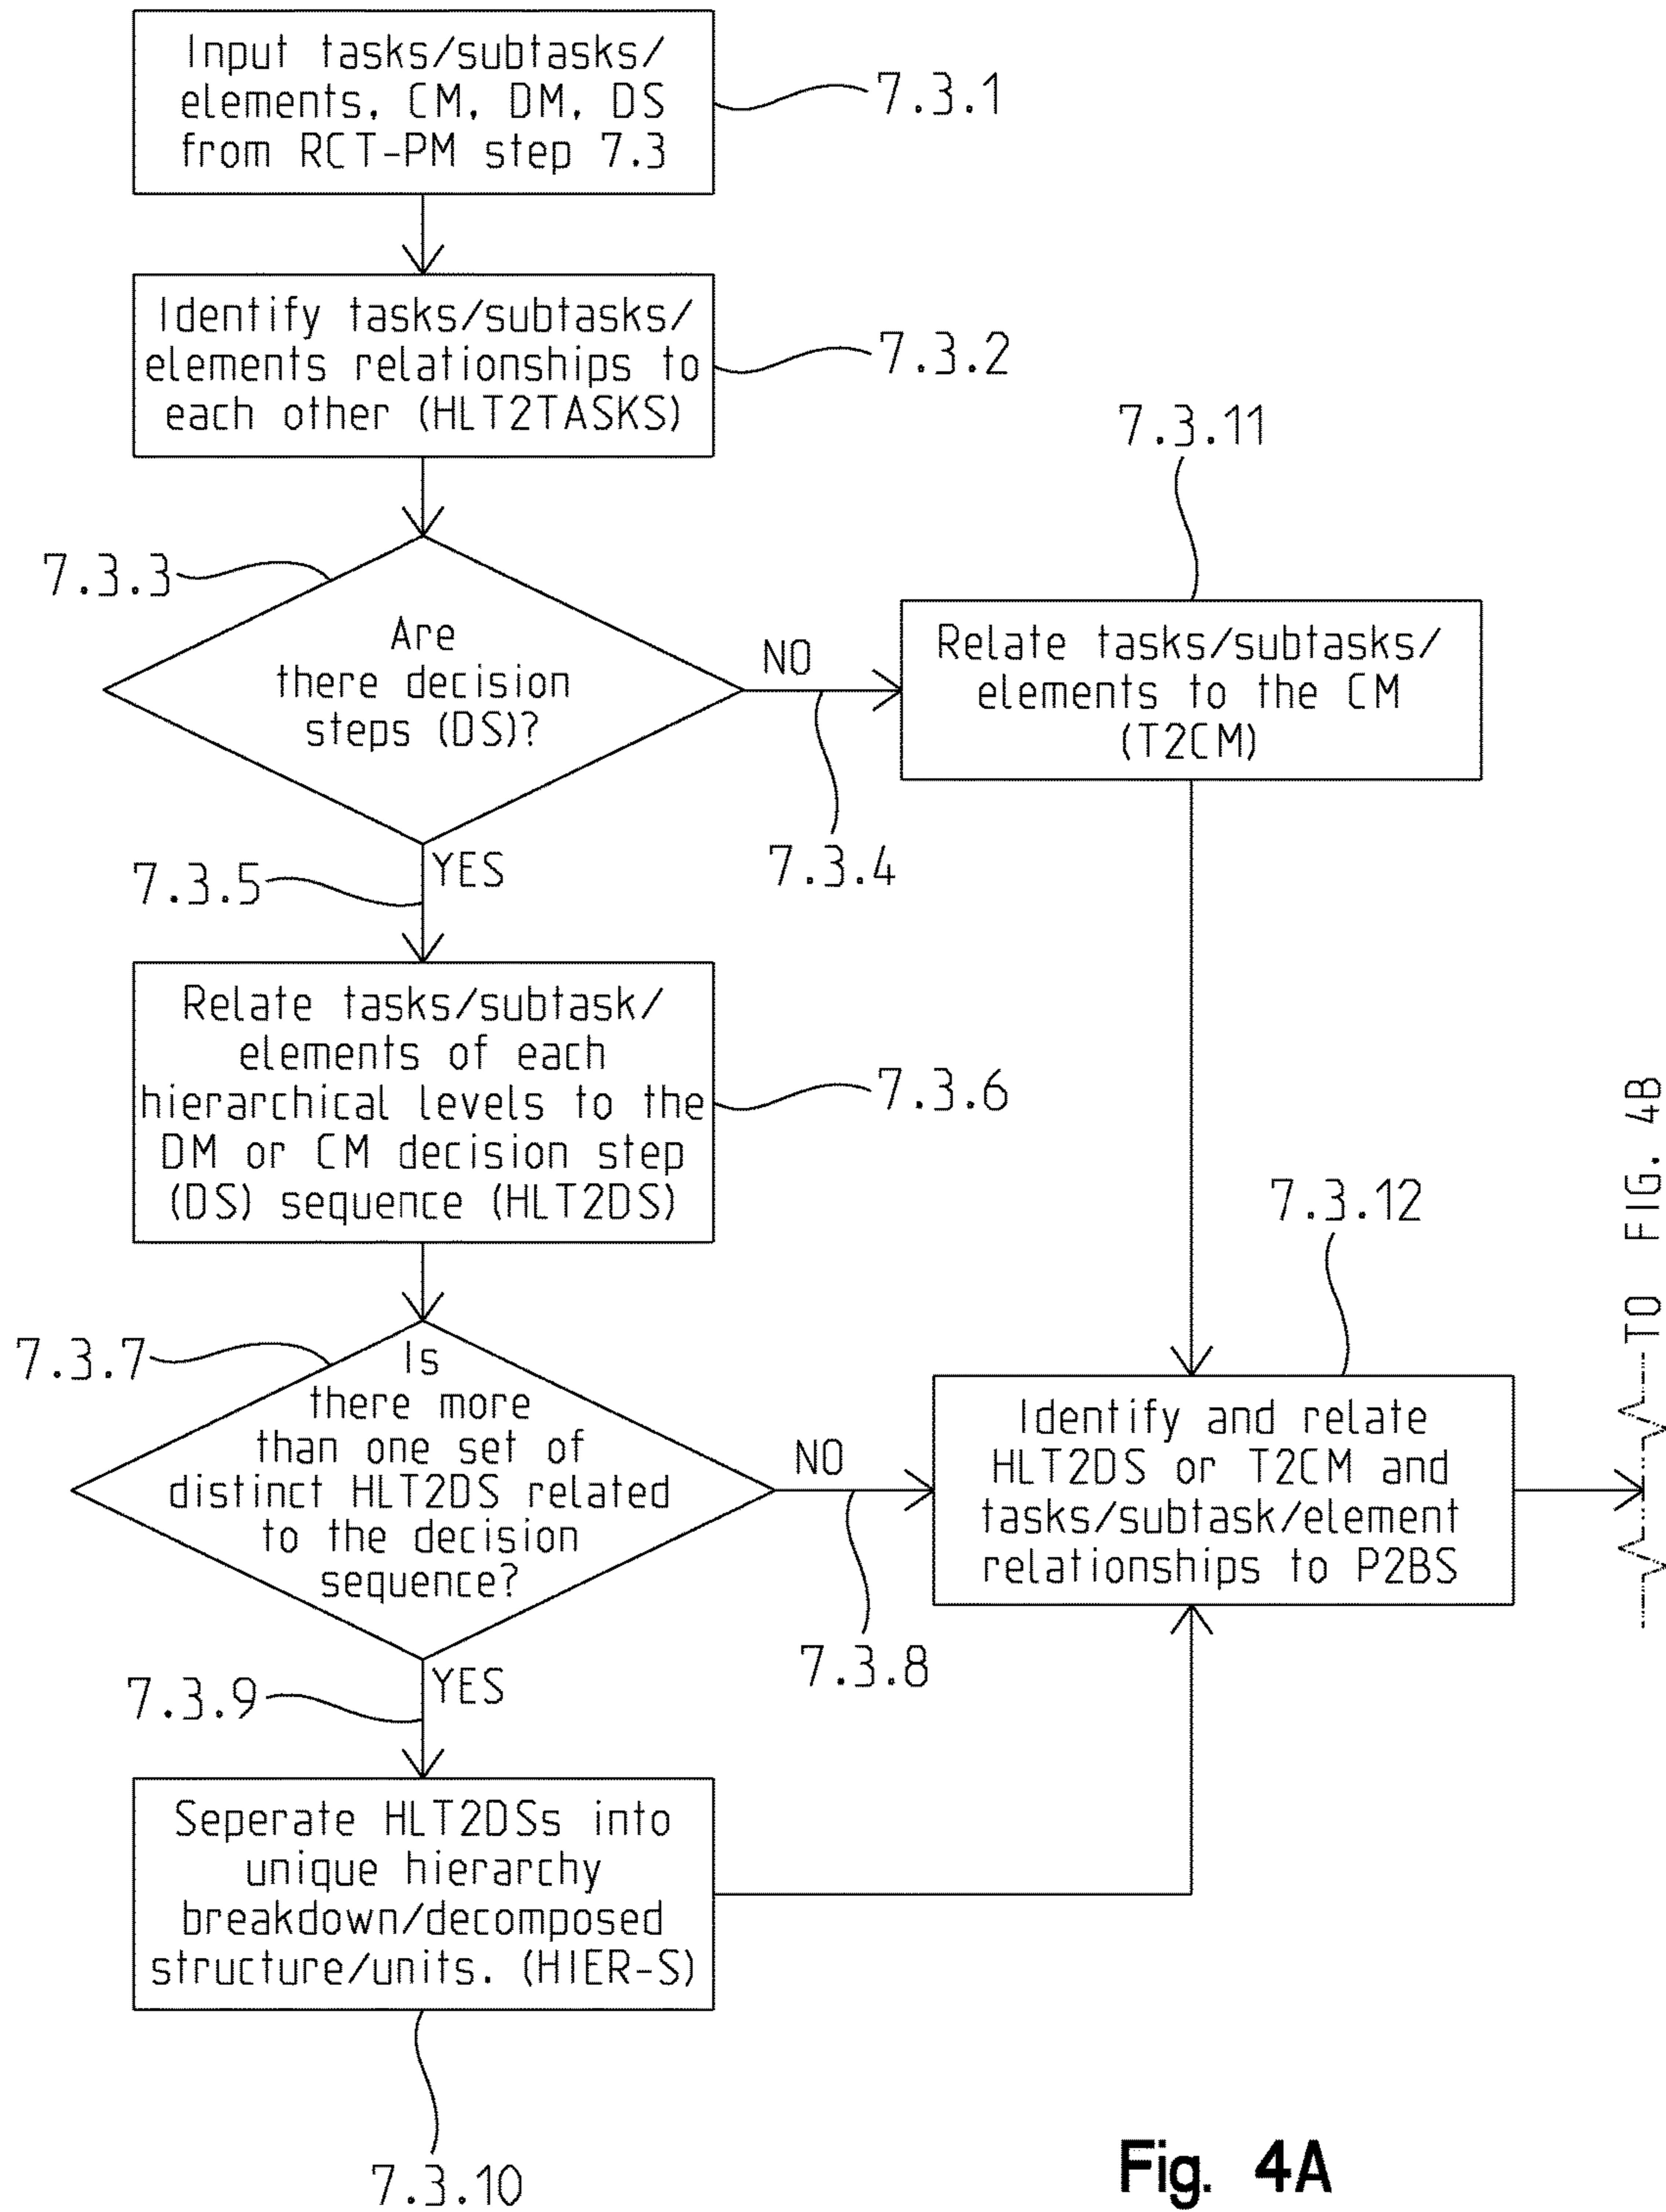 Input tasks/subtasks/
elements, CM, DM, DS
from RCT-PM step 7.3
7.3.1
Identify tasks/subtasks/
elements relationships to
each other (HLT2TASKS)
7.3.2
7.3.11
7.3.3
Are
there decision
steps (DS)?
NO
Relate tasks/subtasks/
elements to the CM
(T2CM)
7.3.4
7.3.5
YES
Relate tasks/subtask/
elements of each
hierarchical levels to the
DM or CM decision step
(DS) sequence (HLT2DS)
7.3.6
7.3.12
TO FIG. 4B
7.3.7
Is
there more
than one set of
distinct HLT2DS related
to the decision
sequence?
NO
Identify and relate
HLT2DS or T2CM and
tasks/subtask/element
relationships to P2BS
7.3.8
7.3.9
YES
Seperate HLT2DSs into
unique hierarchy
breakdown/decomposed
structure/units. (HIER-S)
7.3.10
Fig. 4A